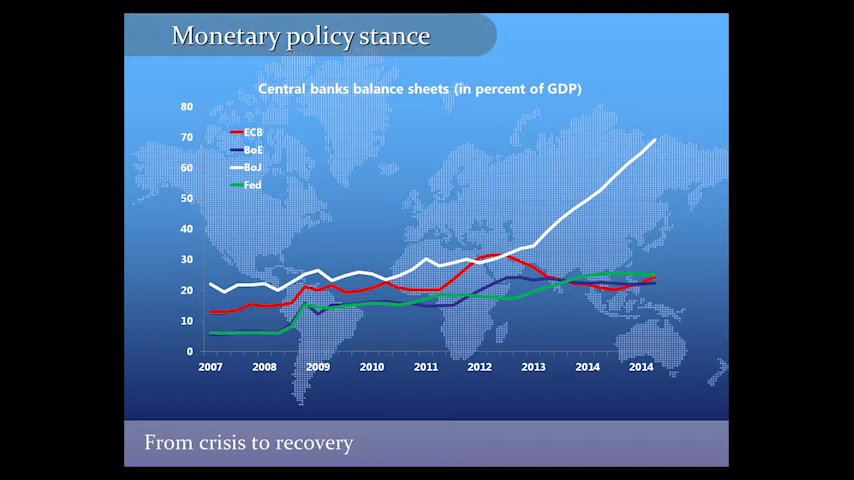 Monetary policy stance
Central banks balance sheets (in percent of GDP)
80
70
60
50
40
30
20
10
0
ECB
BoE
BoJ
Fed
2007 2008 2009 2010 2011 2012 2013 2014 2014
From crisis to recovery